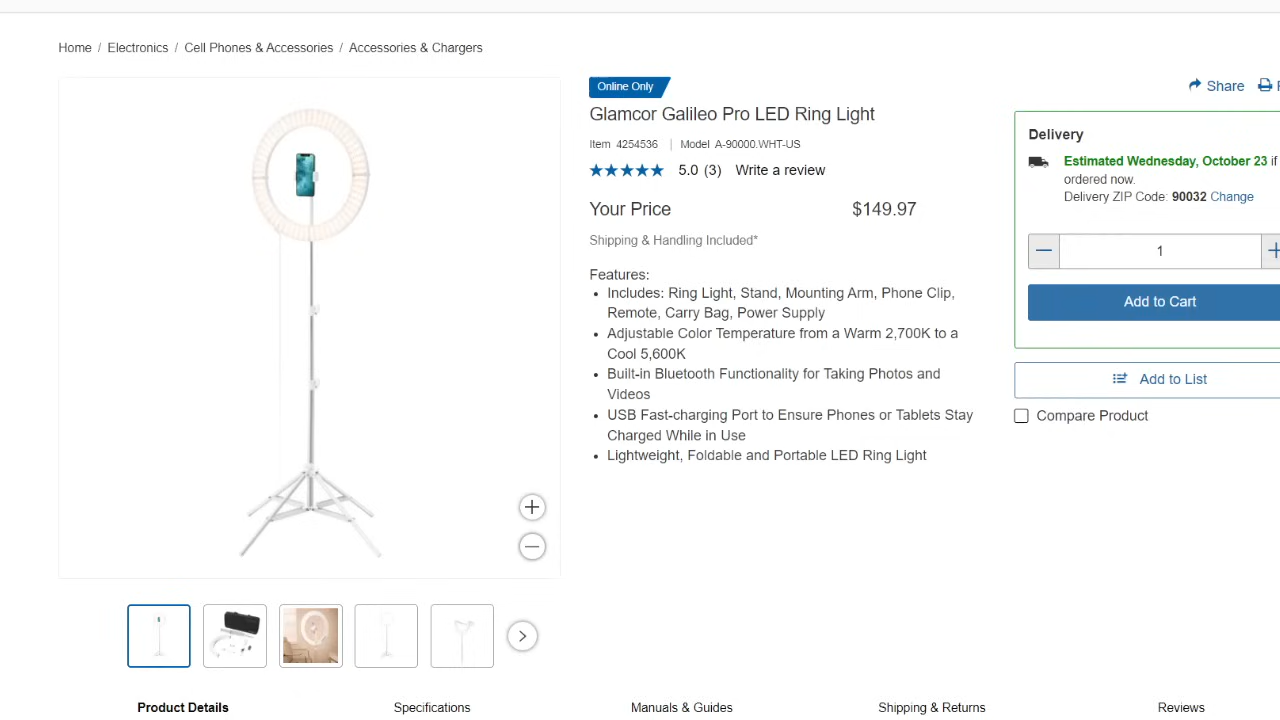 Home / Electronics / Cell Phones & Accessories / Accessories & Chargers
Online Only
Share
Glamcor Galileo Pro LED Ring Light
Item 4254536 | Model A-90000.WHT-US
5.0 (3) Write a review
Your Price $149.97
Shipping & Handling Included*
Features:
• Includes: Ring Light, Stand, Mounting Arm, Phone Clip,
Remote, Carry Bag, Power Supply
• Adjustable Color Temperature from a Warm 2,700K to a
Cool 5,600K
• Built-in Bluetooth Functionality for Taking Photos and
Videos
• USB Fast-charging Port to Ensure Phones or Tablets Stay
Charged While in Use
• Lightweight, Foldable and Portable LED Ring Light
Delivery
Estimated Wednesday, October 23 if
ordered now.
Delivery ZIP Code: 90032 Change
1
Add to Cart
Add to List
Compare Product
Product Details
Specifications
Manuals & Guides
Shipping & Returns
Reviews